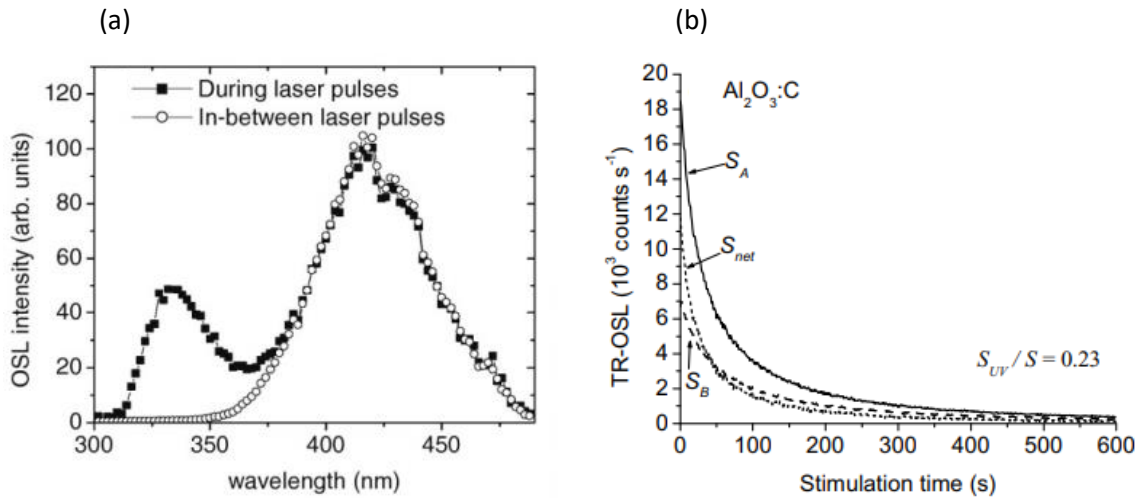 (a)
(b)
During laser pulses
In-between laser pulses
OSL intensity (arb. units)
120
100
80
60
40
20
0
300
350
400
450
wavelength (nm)
Al₂O₃:C
S_A
S_net
S_B
S_UV / S = 0.23
TR-OSL (10³ counts s⁻¹)
20
18
16
14
12
10
8
6
4
2
0
0
100
200
300
400
500
600
Stimulation time (s)